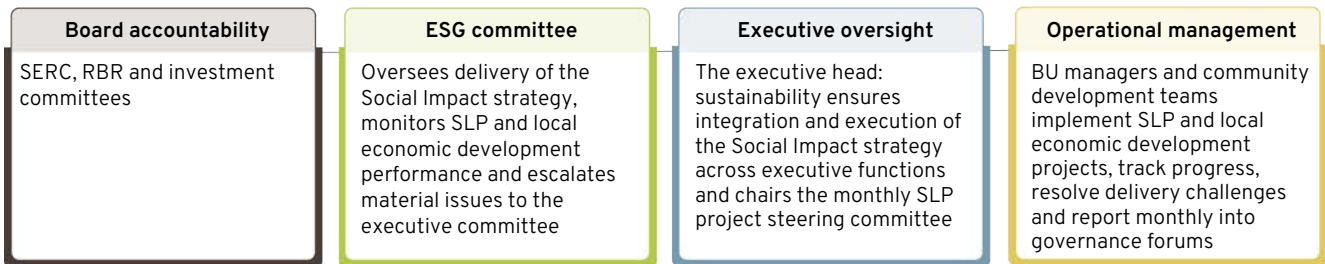 Board accountability
SERC, RBR and investment
committees
ESG committee
Oversees delivery of the
Social Impact strategy,
monitors SLP and local
economic development
performance and escalates
material issues to the
executive committee
Executive oversight
The executive head:
sustainability ensures
integration and execution of
the Social Impact strategy
across executive functions
and chairs the monthly SLP
project steering committee
Operational management
BU managers and community
development teams
implement SLP and local
economic development
projects, track progress,
resolve delivery challenges
and report monthly into
governance forums